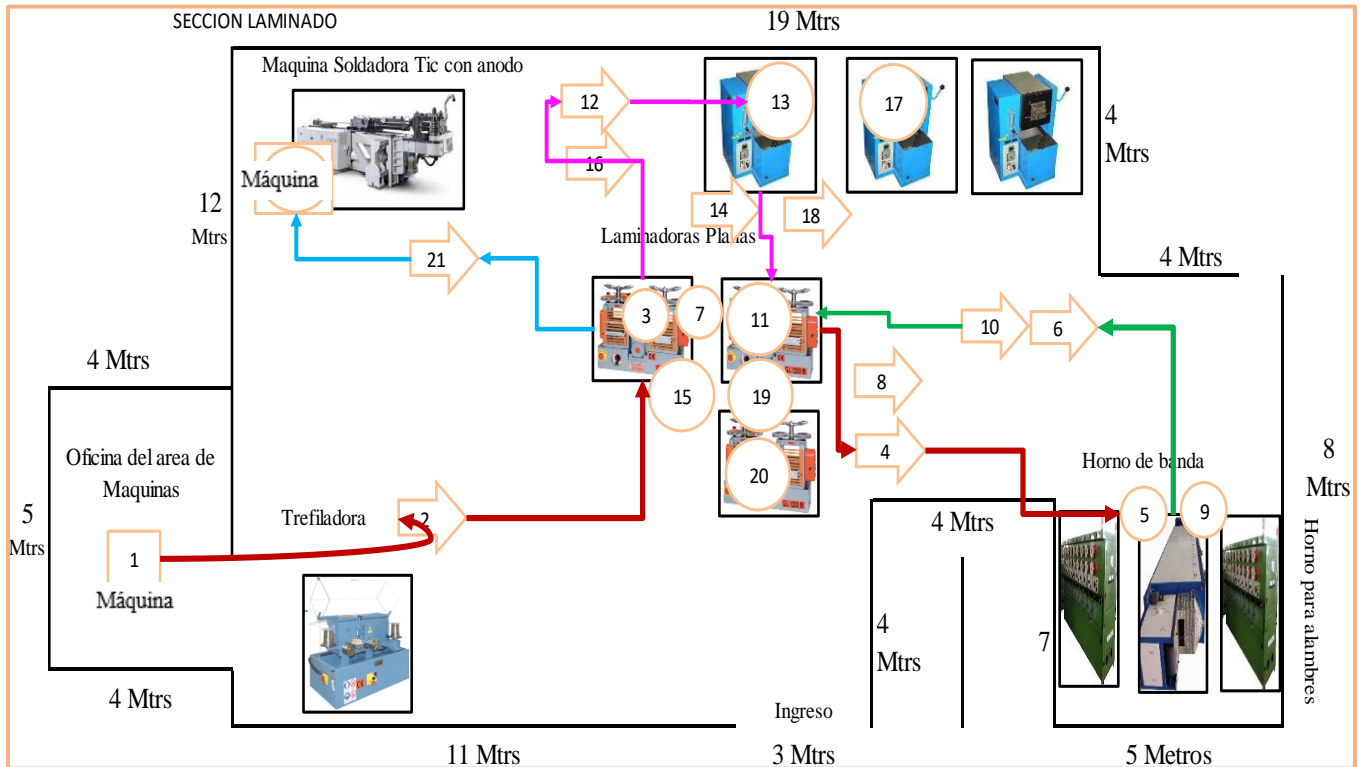 SECCION LAMINADO
19 Mtrs
Maquina Soldadora Tic con anodo
12
13
17
4
Mtrs
16
Máquina
12
Mtrs
14
18
Laminadoras Planas
21
4 Mtrs
3
7
11
10
6
4 Mtrs
8
15
19
4
Horno de banda
8
Mtrs
Oficina del area de
Maquinas
20
5
Mtrs
Trefiladora
2
4 Mtrs
5
9
1
Máquina
Horno para alambres
4
Mtrs
7
4 Mtrs
Ingreso
11 Mtrs
3 Mtrs
5 Metros